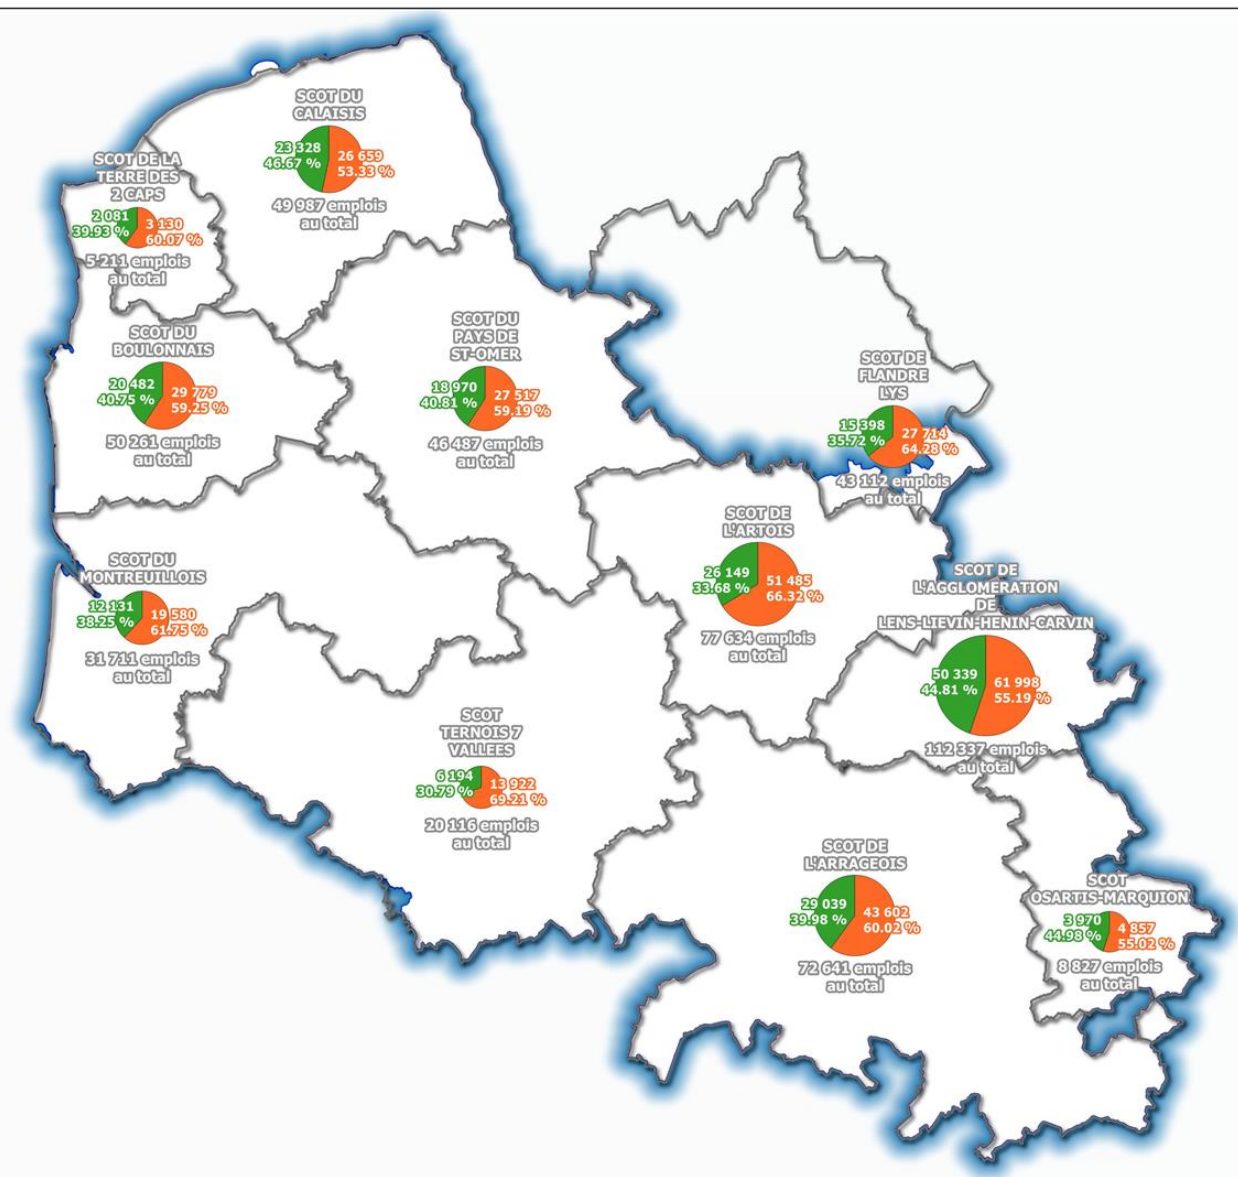 SCOT DU
CALAISIS
23 328
46.67 %
26 659
53.33 %
49 987 emplois
au total
SCOT DE LA
TERRE DES
2 CAPS
2 081
39.93 %
3 130
60.07 %
5 211 emplois
au total
SCOT DU
BOULONNAIS
20 482
40.75 %
29 779
59.25 %
50 261 emplois
au total
SCOT DU
PAYS DE
ST-OMER
18 970
40.81 %
27 517
59.19 %
46 487 emplois
au total
SCOT DE
FLANDRE
LYS
15 398
35.72 %
27 714
64.28 %
43 112 emplois
au total
SCOT DE
L'ARTOIS
26 149
33.68 %
51 485
66.32 %
77 634 emplois
au total
SCOT DU
MONTREUILLOIS
12 131
38.25 %
19 580
61.75 %
31 711 emplois
au total
SCOT DE
L'AGGLOMERATION
DE
LENS-LIEVIN-HENIN-CARVIN
50 339
44.81 %
61 998
55.19 %
112 337 emplois
au total
SCOT
TERNOIS 7
VALLEES
6 194
30.79 %
13 922
69.21 %
20 116 emplois
au total
SCOT DE
L'ARRAGEOIS
29 039
39.98 %
43 602
60.02 %
72 641 emplois
au total
SCOT
OSARTIS-MARQUION
3 970
44.98 %
4 857
55.02 %
8 827 emplois
au total